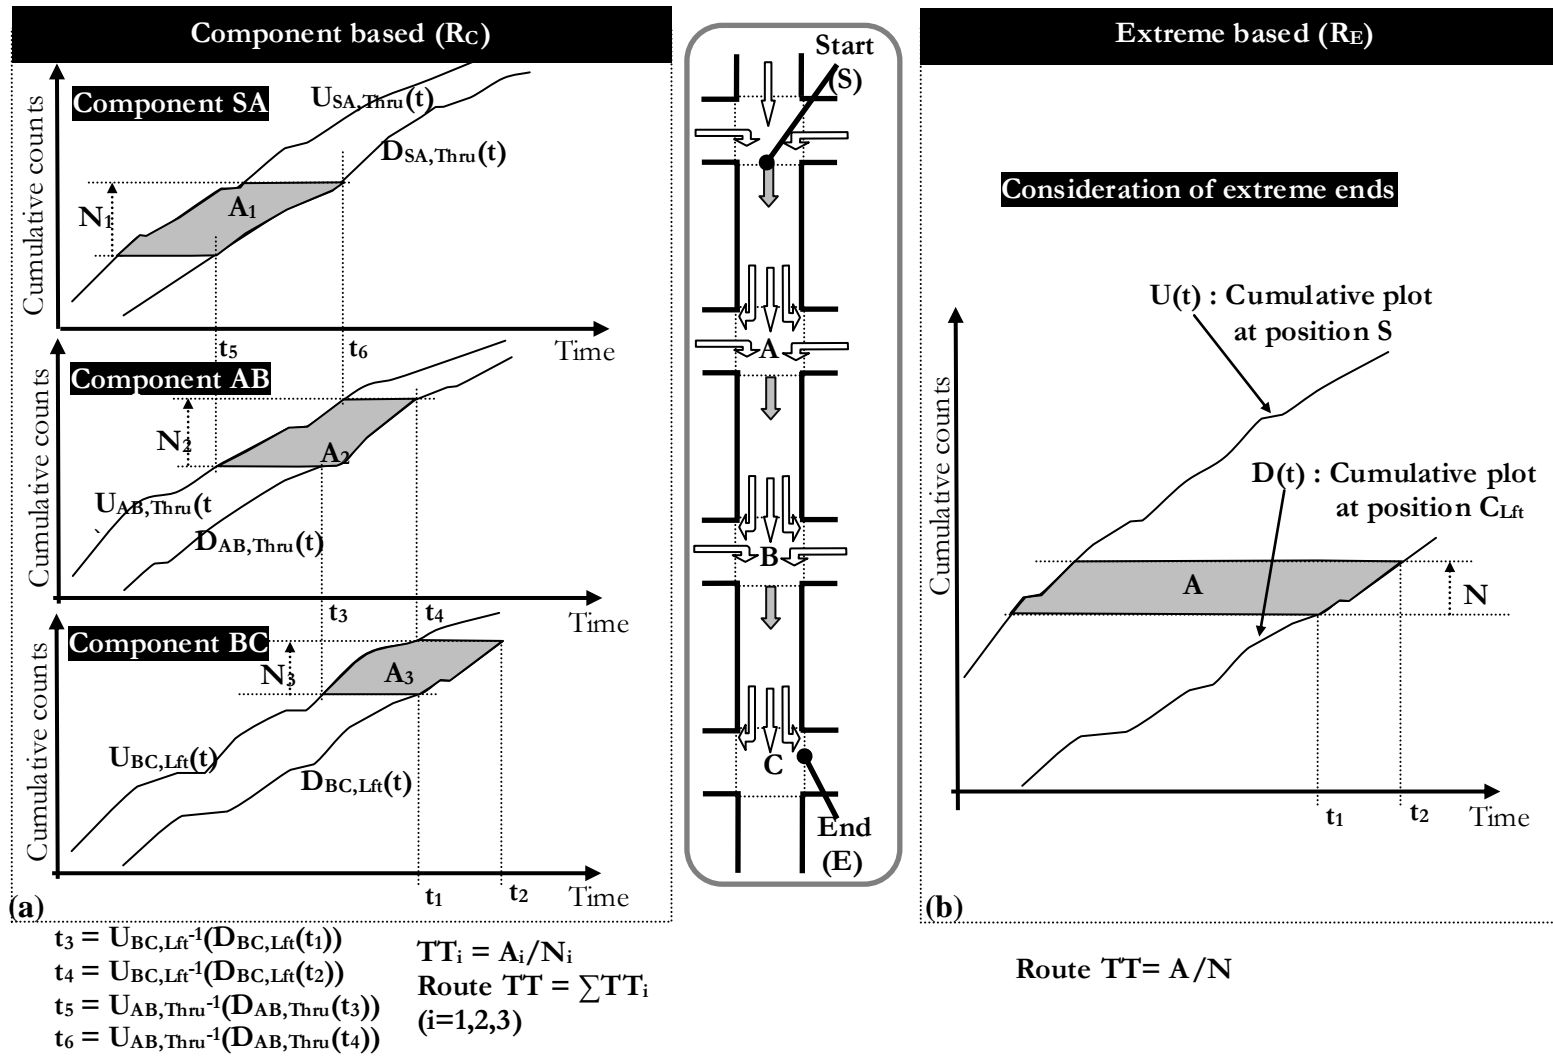 Component based (RC)
Cumulative counts
Component SA
USA,Thru(t)
DSA,Thru(t)
N1
A1
t5
t6
Time
Cumulative counts
Component AB
N2
A2
UAB,Thru(t
DAB,Thru(t)
t3
t4
Time
Cumulative counts
Component BC
N3
A3
UBC,Lft(t)
DBC,Lft(t)
t1
t2
Time
(a)
t3 = UBC,Lft-1(DBC,Lft(t1))
t4 = UBC,Lft-1(DBC,Lft(t2))
t5 = UAB,Thru-1(DAB,Thru(t3))
t6 = UAB,Thru-1(DAB,Thru(t4))
TTi = Ai/Ni
Route TT = ∑TTi
(i=1,2,3)
Start
(S)
A
B
C
End
(E)
Extreme based (RE)
Consideration of extreme ends
U(t) : Cumulative plot
at position S
D(t) : Cumulative plot
at position CLft
Cumulative counts
A
N
t1
t2
Time
(b)
Route TT= A/N